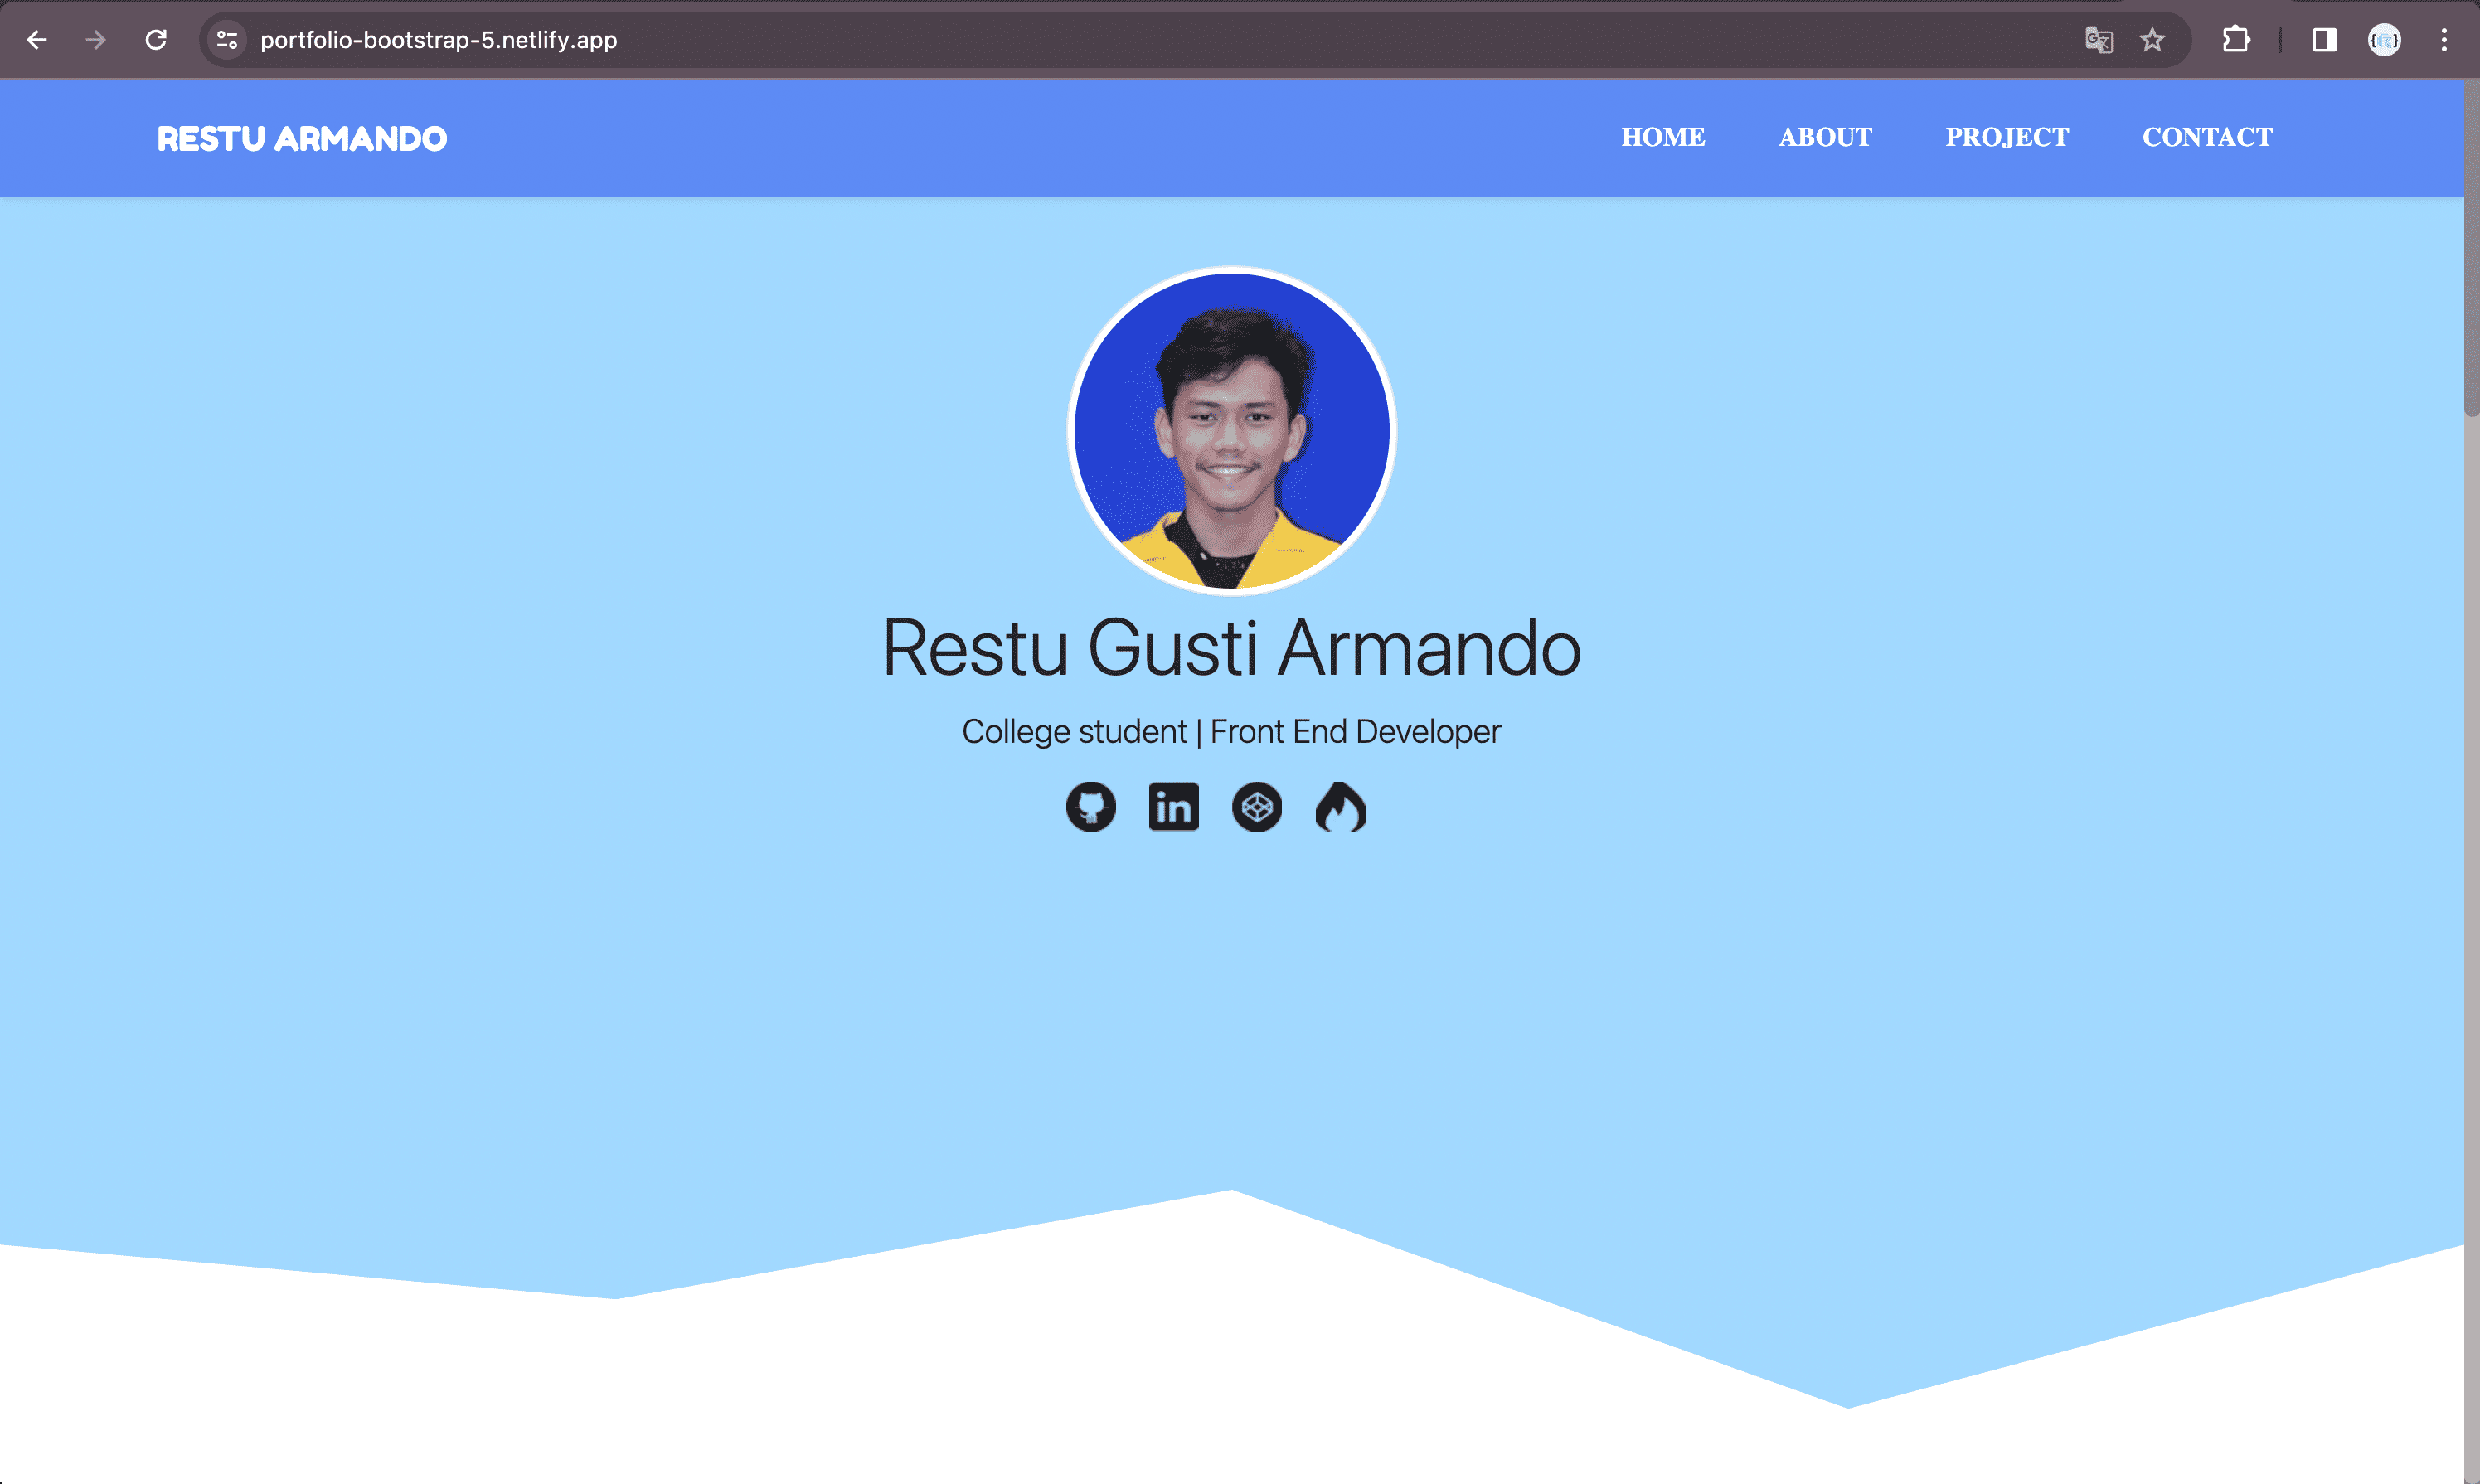 portfolio-bootstrap-5.netlify.app
RESTU ARMANDO
HOME ABOUT PROJECT CONTACT
Restu Gusti Armando
College student | Front End Developer
in